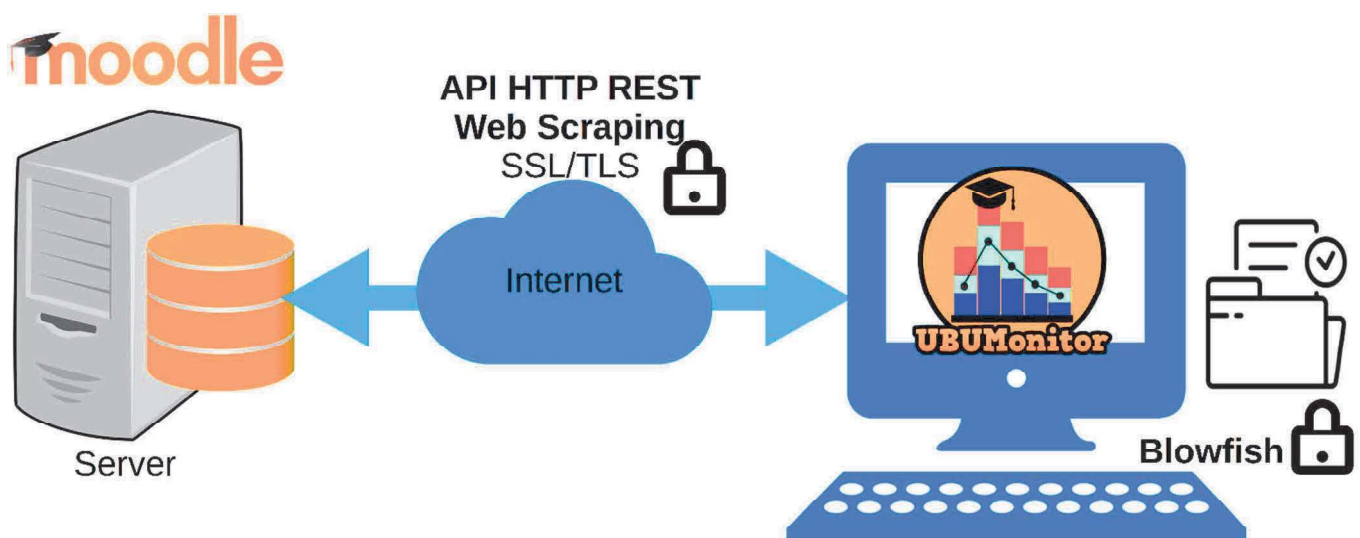 moodle
API HTTP REST
Web Scraping
SSL/TLS
Internet
UBUMonitor
Blowfish
Server